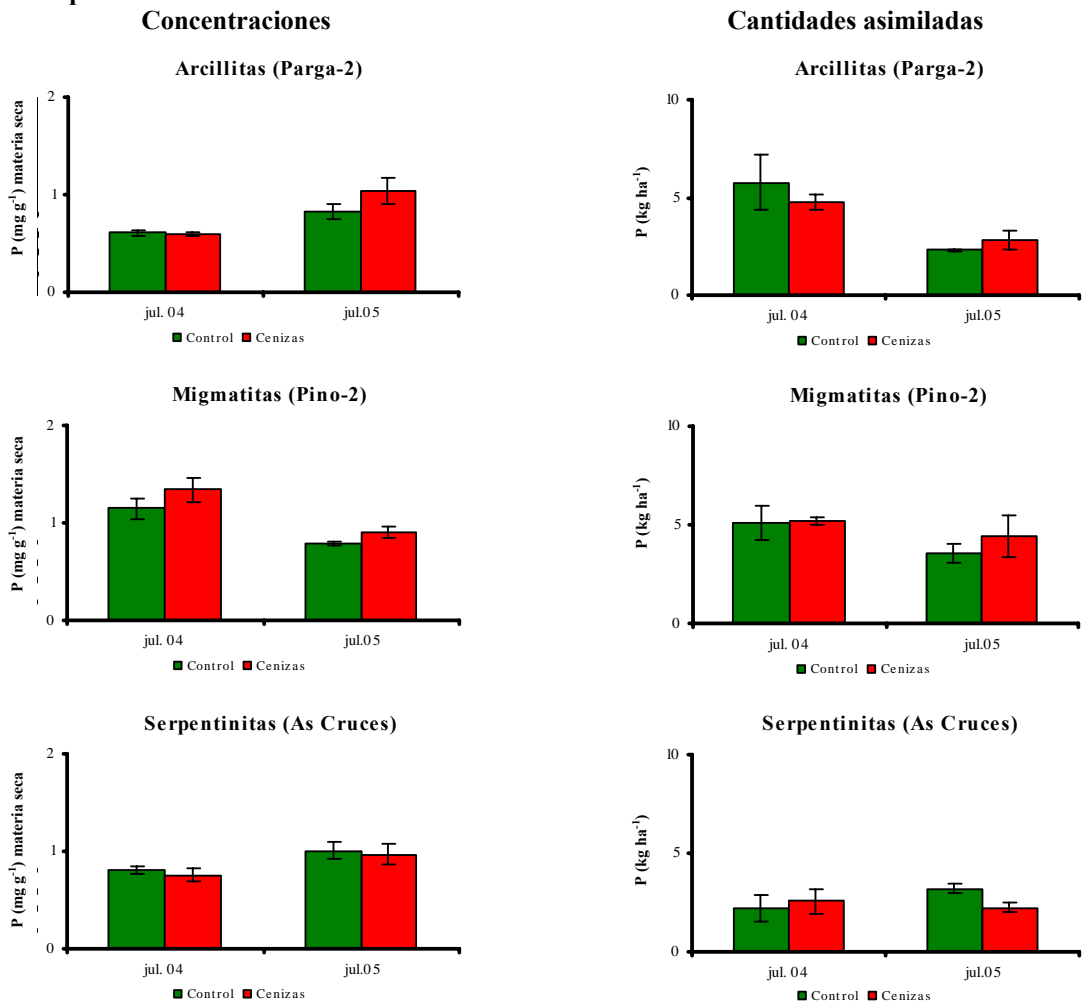 Concentraciones
Arcillitas (Parga-2)
P (mg g-1) materia seca
2
1
0
jul. 04 jul.05
Control Cenizas
Migmatitas (Pino-2)
P (mg g-1) materia seca
2
1
0
jul. 04 jul.05
Control Cenizas
Serpentinitas (As Cruces)
P (mg g-1) materia seca
2
1
0
jul. 04 jul.05
Control Cenizas
Cantidades asimiladas
Arcillitas (Parga-2)
P (kg ha-1)
10
5
0
jul. 04 jul.05
Control Cenizas
Migmatitas (Pino-2)
P (kg ha-1)
10
5
0
jul. 04 jul.05
Control Cenizas
Serpentinitas (As Cruces)
P (kg ha-1)
10
5
0
jul. 04 jul.05
Control Cenizas